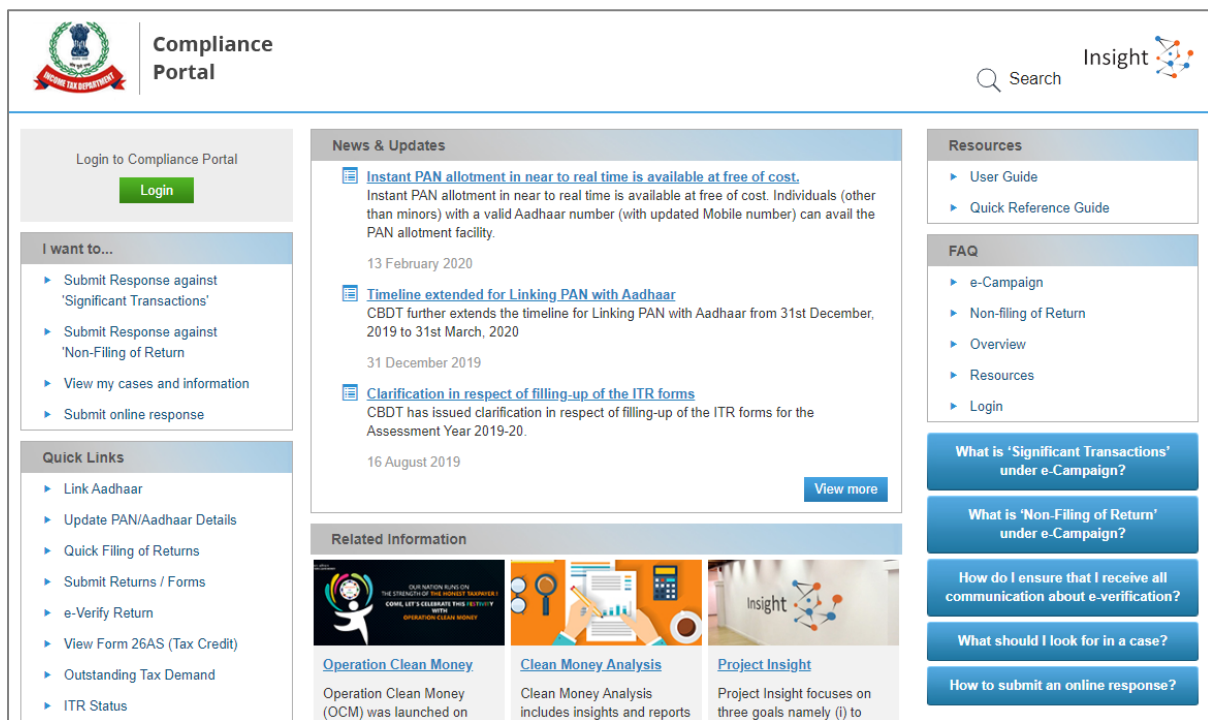 INCOME TAX DEPARTMENT
Compliance
Portal
Search
Insight
Login to Compliance Portal
Login
I want to...
Submit Response against
'Significant Transactions'
Submit Response against
'Non-Filing of Return
View my cases and information
Submit online response
Quick Links
Link Aadhaar
Update PAN/Aadhaar Details
Quick Filing of Returns
Submit Returns / Forms
e-Verify Return
View Form 26AS (Tax Credit)
Outstanding Tax Demand
ITR Status
News & Updates
Instant PAN allotment in near to real time is available at free of cost.
Instant PAN allotment in near to real time is available at free of cost. Individuals (other
than minors) with a valid Aadhaar number (with updated Mobile number) can avail the
PAN allotment facility.
13 February 2020
Timeline extended for Linking PAN with Aadhaar
CBDT further extends the timeline for Linking PAN with Aadhaar from 31st December,
2019 to 31st March, 2020
31 December 2019
Clarification in respect of filling-up of the ITR forms
CBDT has issued clarification in respect of filling-up of the ITR forms for the
Assessment Year 2019-20.
16 August 2019
View more
Related Information
OUR NATION RUNS ON
THE STRENGTH OF THE HONEST TAXPAYER !
COME, LET'S CELEBRATE THIS FESTIVITY
WITH
OPERATION CLEAN MONEY
Insight
Operation Clean Money
Operation Clean Money
(OCM) was launched on
Clean Money Analysis
Clean Money Analysis
includes insights and reports
Project Insight
Project Insight focuses on
three goals namely (i) to
Resources
User Guide
Quick Reference Guide
FAQ
e-Campaign
Non-filing of Return
Overview
Resources
Login
What is 'Significant Transactions'
under e-Campaign?
What is 'Non-Filing of Return'
under e-Campaign?
How do I ensure that I receive all
communication about e-verification?
What should I look for in a case?
How to submit an online response?